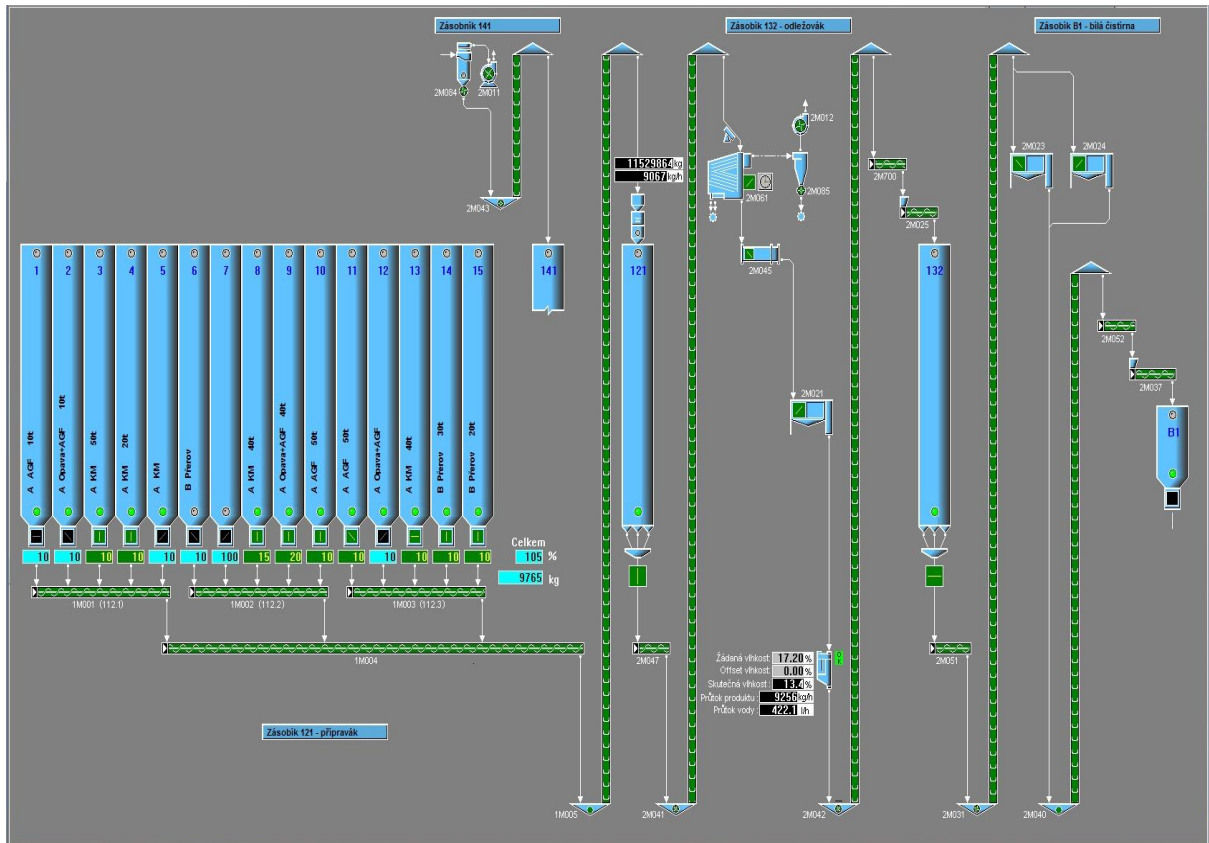 Zásobník 141
Zásobík 132 - odležovák
Zásobík B1 - bílá čistírna
2M084
2M011
2M043
11529864 kg
9067 kg/h
2M012
2M061
2M085
2M045
2M021
2M700
2M025
2M023
2M024
2M052
2M037
1
2
3
4
5
6
7
8
9
10
11
12
13
14
15
141
121
132
B1
A AGF 10t
A Opava+AGF 10t
A KM 50t
A KM 20t
A KM
B Přerov
A KM 40t
A Opava+AGF 40t
A AGF 50t
A AGF 50t
A Opava+AGF
A KM 40t
B Přerov 30t
B Přerov 20t
10
10
10
10
10
10
100
15
20
10
10
10
10
10
10
Celkem
105 %
9765 kg
1M001 (112.1)
1M002 (112.2)
1M003 (112.3)
1M004
2M047
2M051
Žádaná vlhkost: 17.20 %
Offset vlhkost: 0.00 %
Skutečná vlhkost: 13.4 %
Průtok produktu: 9256 kg/h
Průtok vody: 422.1 l/h
Zásobík 121 - připravák
1M005
2M041
2M042
2M031
2M040